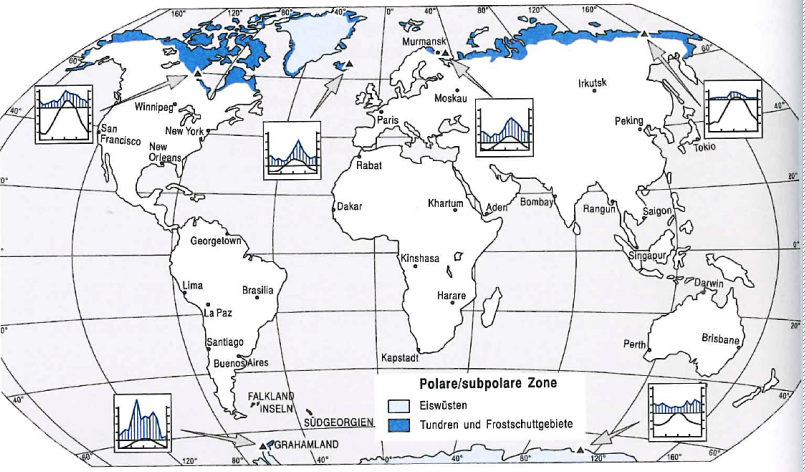 160° 120° 80° 40° 0° 40° 80° 120° 160°
Murmansk
60° 60°
Irkutsk
Winnipeg
Moskau
40° 40°
San
Francisco
New York
Paris
Peking
Tokio
New
Orleans
Rabat
20° 20°
Dakar
Khartum
Aden
Bombay
Rangun
Saigon
Georgetown
0° 0°
Kinshasa
Singapur
Lima
Brasilia
Darwin
La Paz
Harare
20°
Santiago
Perth
Brisbane
Buenos Aires
Kapstadt
Polare/subpolare Zone
FALKLAND
INSELN
Eiswüsten
40° 40°
SÜDGEORGIEN
Tundren und Frostschuttgebiete
GRAHAMLAND
120° 80° 40° 0° 40° 80° 120° 160°